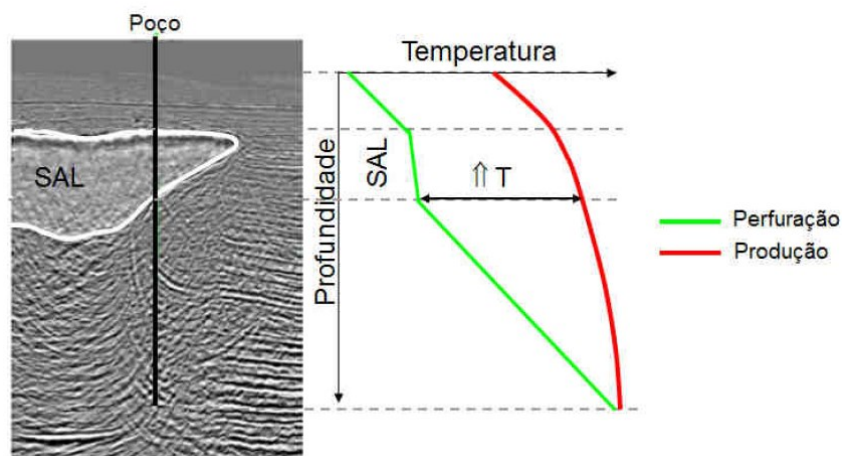 Poço
Temperatura
SAL
Profundidade
SAL
⇑ T
Perfuração
Produção